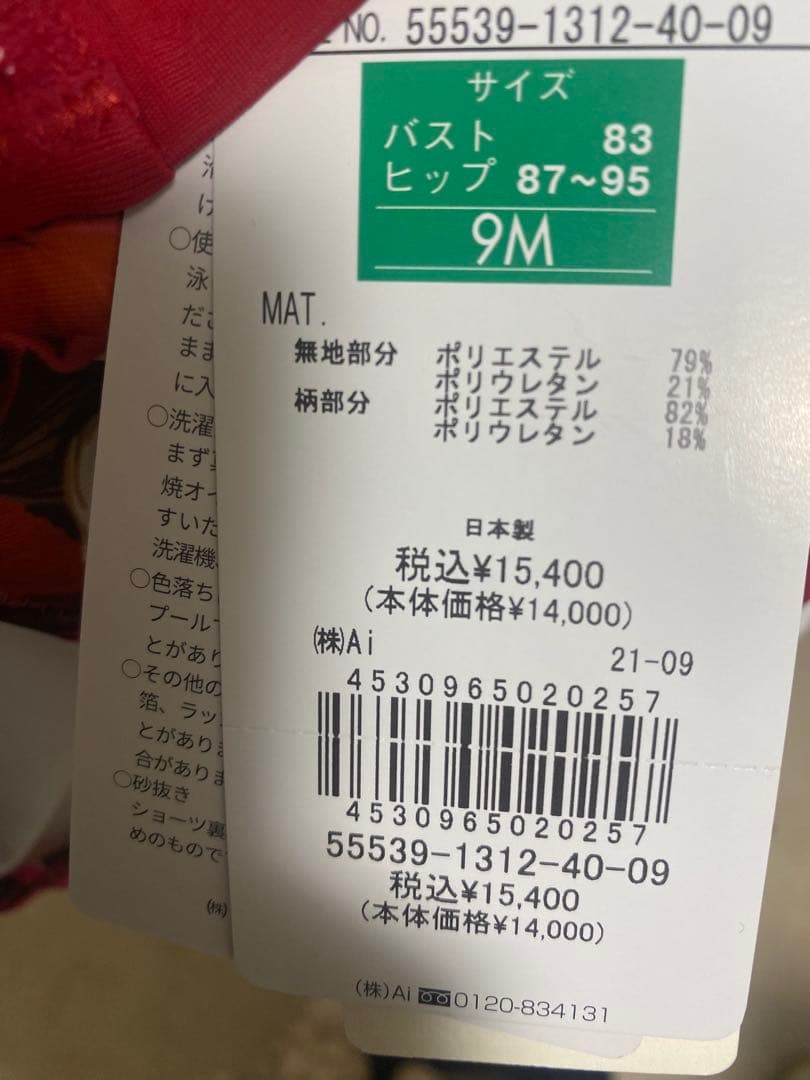 NO. 55539-1312-40-09
サイズ
バスト 83
ヒップ 87~95
9M
MAT.
無地部分 ポリエステル 79%
ポリウレタン 21%
柄部分 ポリエステル 82%
ポリウレタン 18%
日本製
税込¥15,400
(本体価格¥14,000)
㈱Ai 21-09
4530965020257
4530965020257
55539-1312-40-09
税込¥15,400
(本体価格¥14,000)
(株)Ai 0120-834131
け
○使
泳
ださ
まま
に入
○洗濯
まず
焼オイ
すいた
洗濯機
○色落ち
プール
とがあり
○その他の
箔、ラッ
とがありま
合がありま
○砂抜き
ショーツ裏
めのもので
(株)